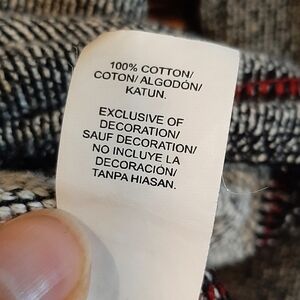 100% COTTON/
COTON/ ALGODÓN/
KATUN.
EXCLUSIVE OF
DECORATION/
SAUF DECORATION/
NO INCLUYE LA
DECORACIÓN/
TANPA HIASAN.